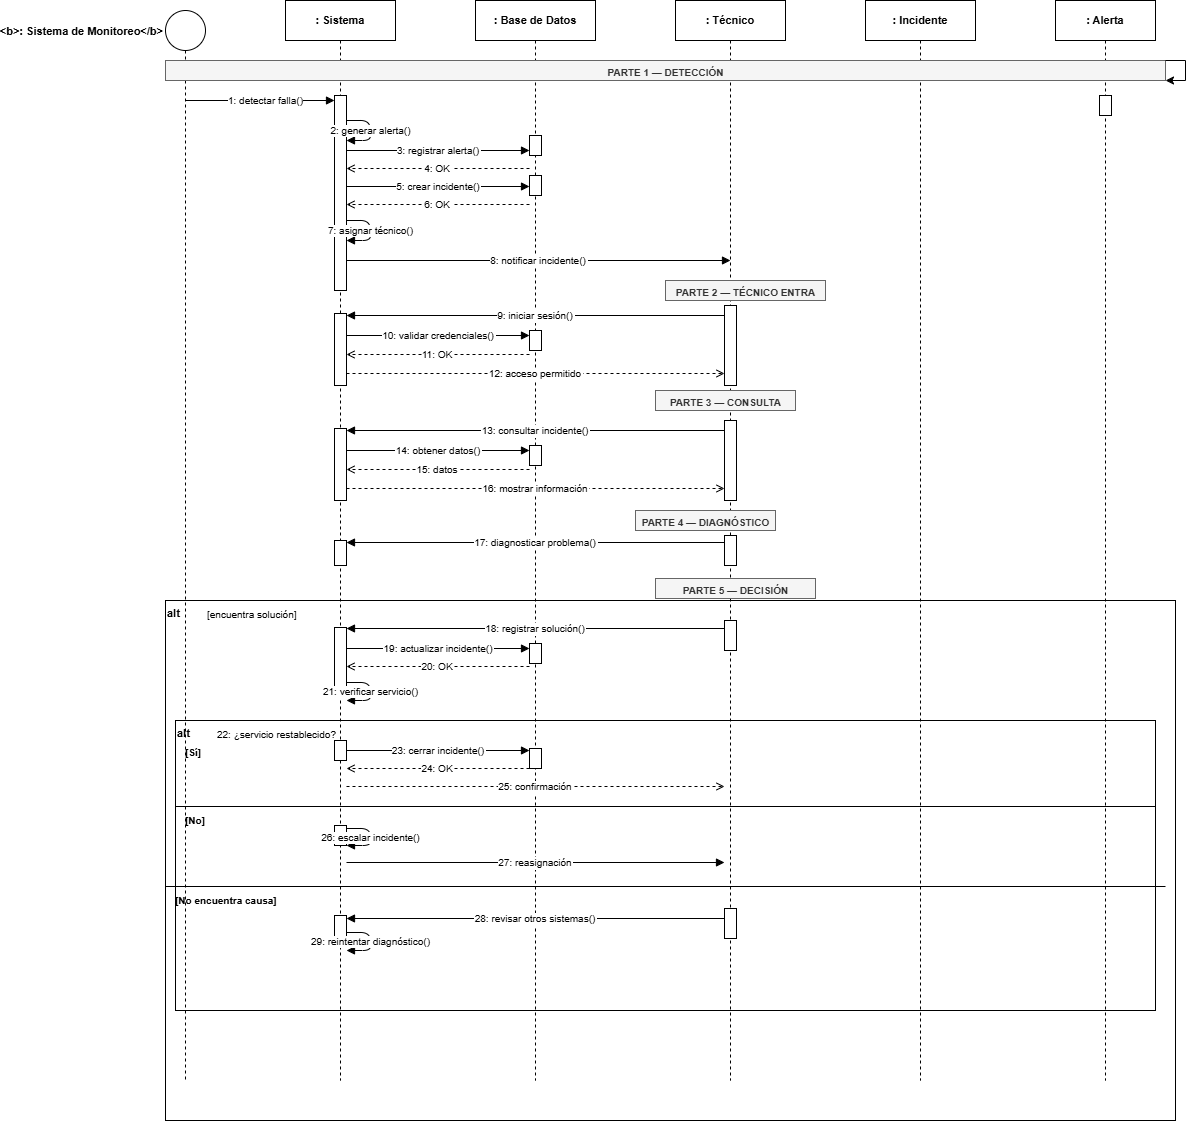 <b>: Sistema de Monitoreo</b>
: Sistema
: Base de Datos
: Técnico
: Incidente
: Alerta
PARTE 1 — DETECCIÓN
1: detectar falla()
2: generar alerta()
3: registrar alerta()
4: OK
5: crear incidente()
6: OK
7: asignar técnico()
8: notificar incidente()
PARTE 2 — TÉCNICO ENTRA
9: iniciar sesión()
10: validar credenciales()
11: OK
12: acceso permitido
PARTE 3 — CONSULTA
13: consultar incidente()
14: obtener datos()
15: datos
16: mostrar información
PARTE 4 — DIAGNÓSTICO
17: diagnosticar problema()
PARTE 5 — DECISIÓN
alt
[encuentra solución]
18: registrar solución()
19: actualizar incidente()
20: OK
21: verificar servicio()
alt
22: ¿servicio restablecido?
[Sí]
23: cerrar incidente()
24: OK
25: confirmación
[No]
26: escalar incidente()
27: reasignación
[No encuentra causa]
28: revisar otros sistemas()
29: reintentar diagnóstico()